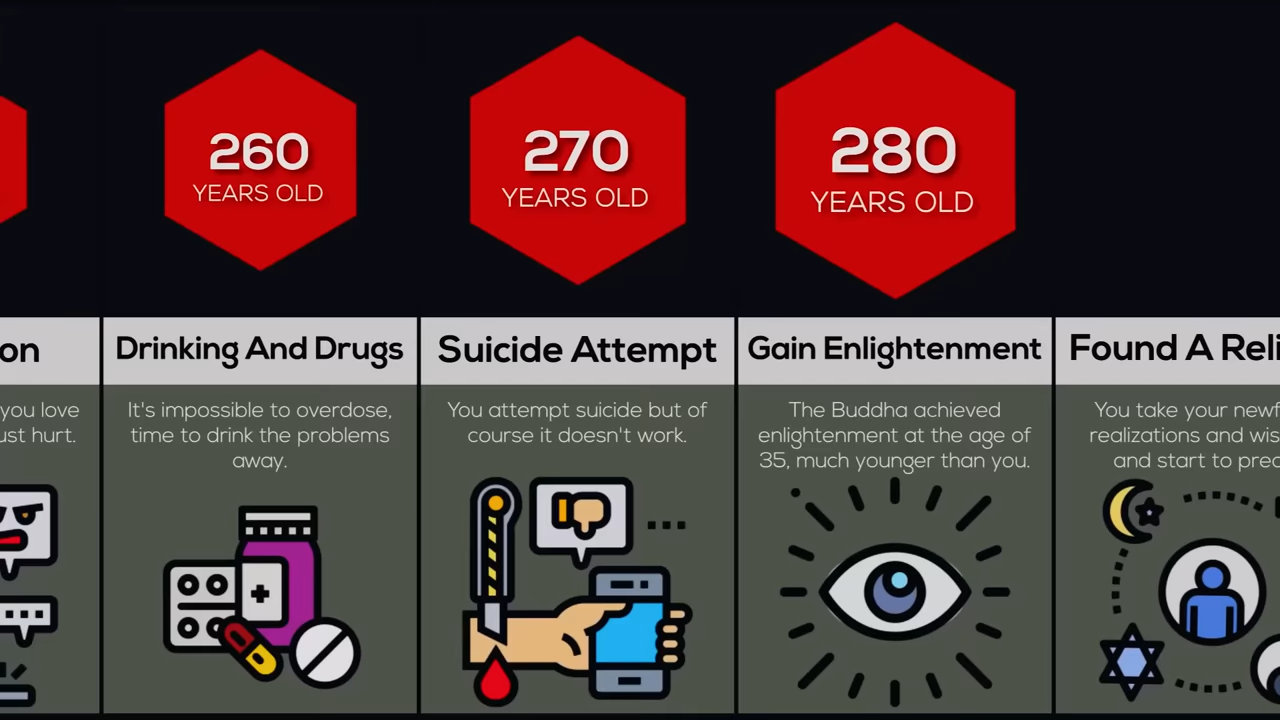 260
YEARS OLD
270
YEARS OLD
280
YEARS OLD
on
Drinking And Drugs
Suicide Attempt
Gain Enlightenment
Found A Reli
you love
ust hurt.
It's impossible to overdose,
time to drink the problems
away.
You attempt suicide but of
course it doesn't work.
The Buddha achieved
enlightenment at the age of
35, much younger than you.
You take your newf
realizations and wis
and start to prea